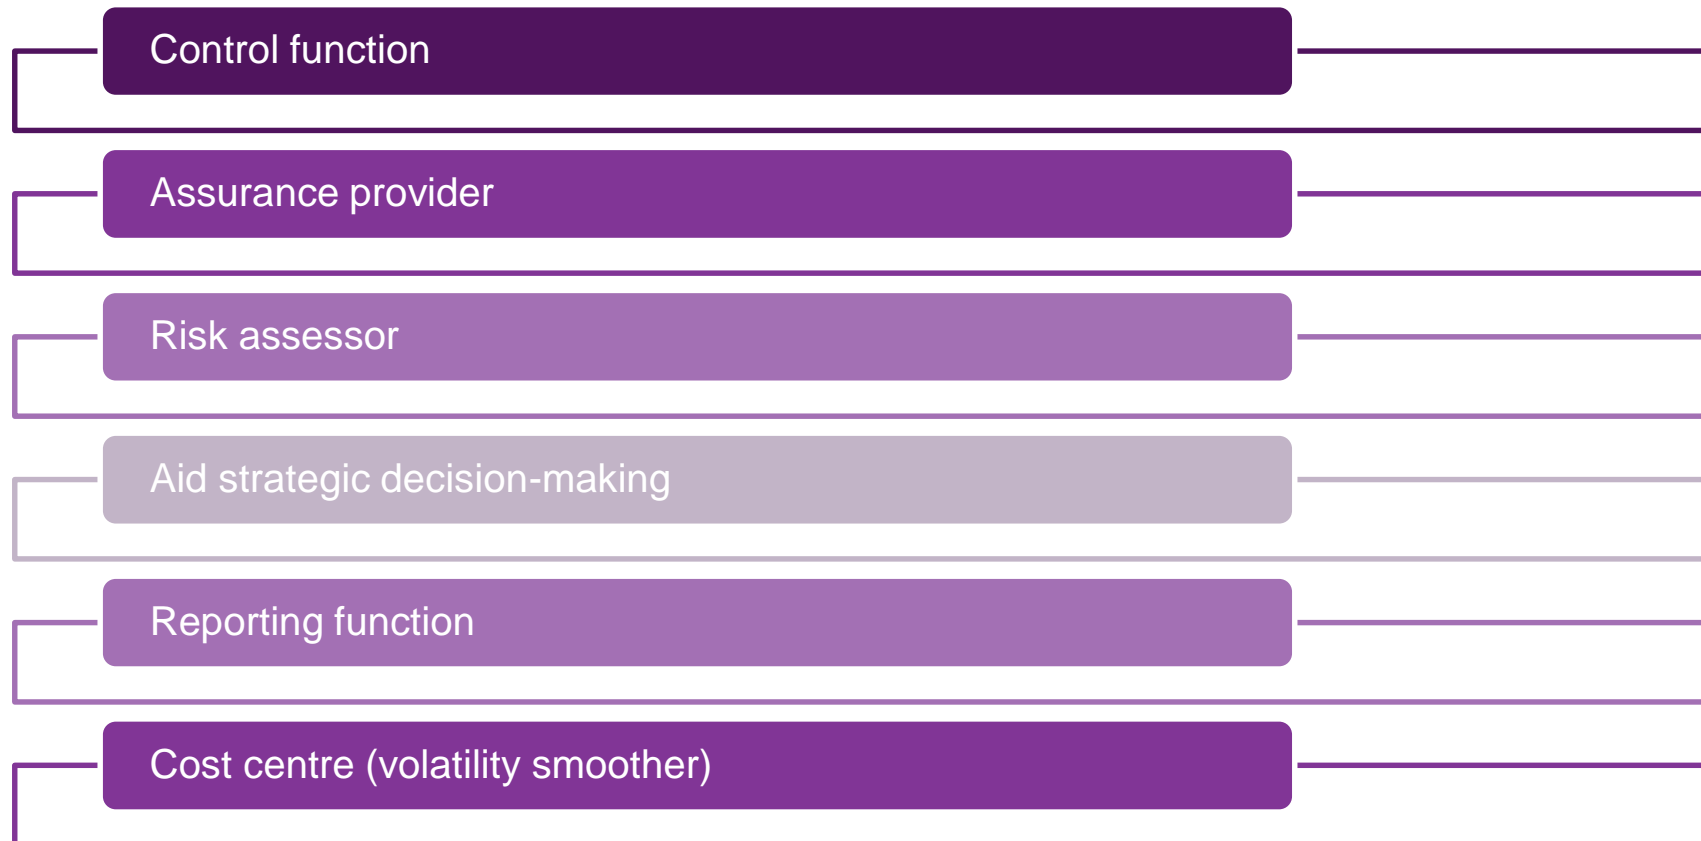 Control function
Assurance provider
Risk assessor
Aid strategic decision-making
Reporting function
Cost centre (volatility smoother)